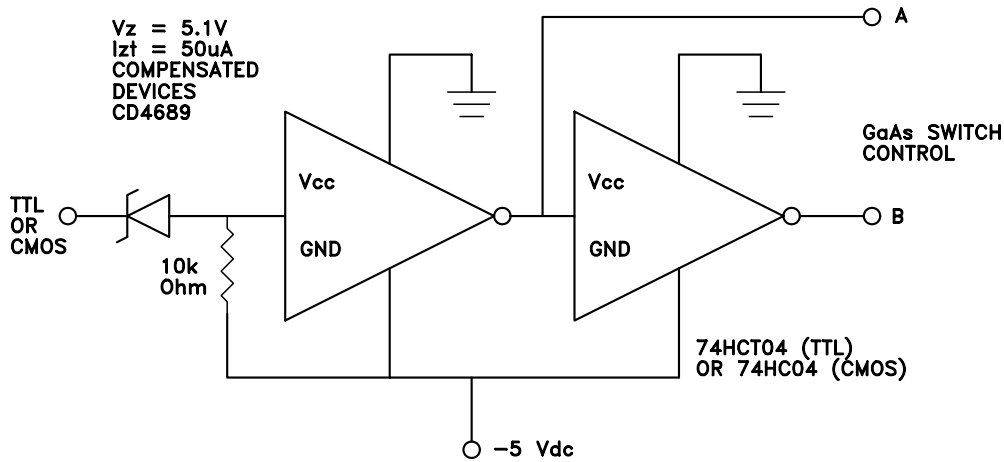 Vz = 5.1V
Izt = 50uA
COMPENSATED
DEVICES
CD4689
A
GaAs SWITCH
CONTROL
Vcc
Vcc
TTL
OR
CMOS
B
GND
GND
10k
Ohm
74HCT04 (TTL)
OR 74HC04 (CMOS)
-5 Vdc